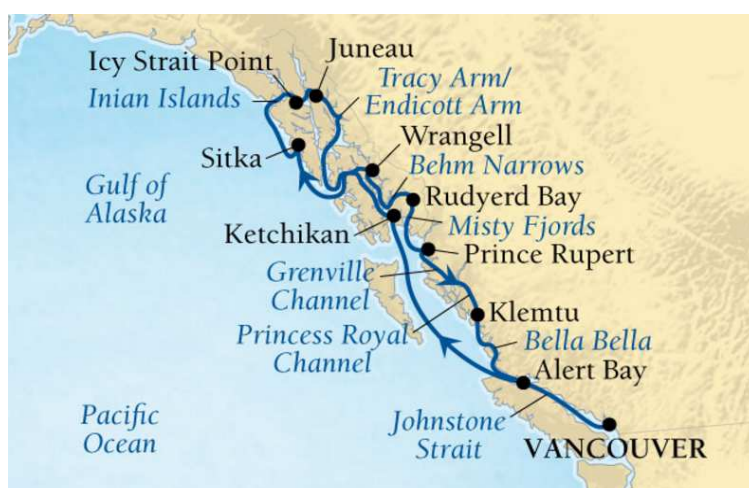 Juneau
Icy Strait Point
Tracy Arm/
Endicott Arm
Inian Islands
Wrangell
Sitka
Behm Narrows
Gulf of
Alaska
Rudyerd Bay
Misty Fjords
Ketchikan
Prince Rupert
Grenville
Channel
Klemtu
Princess Royal
Channel
Bella Bella
Alert Bay
Pacific
Ocean
Johnstone
Strait
VANCOUVER